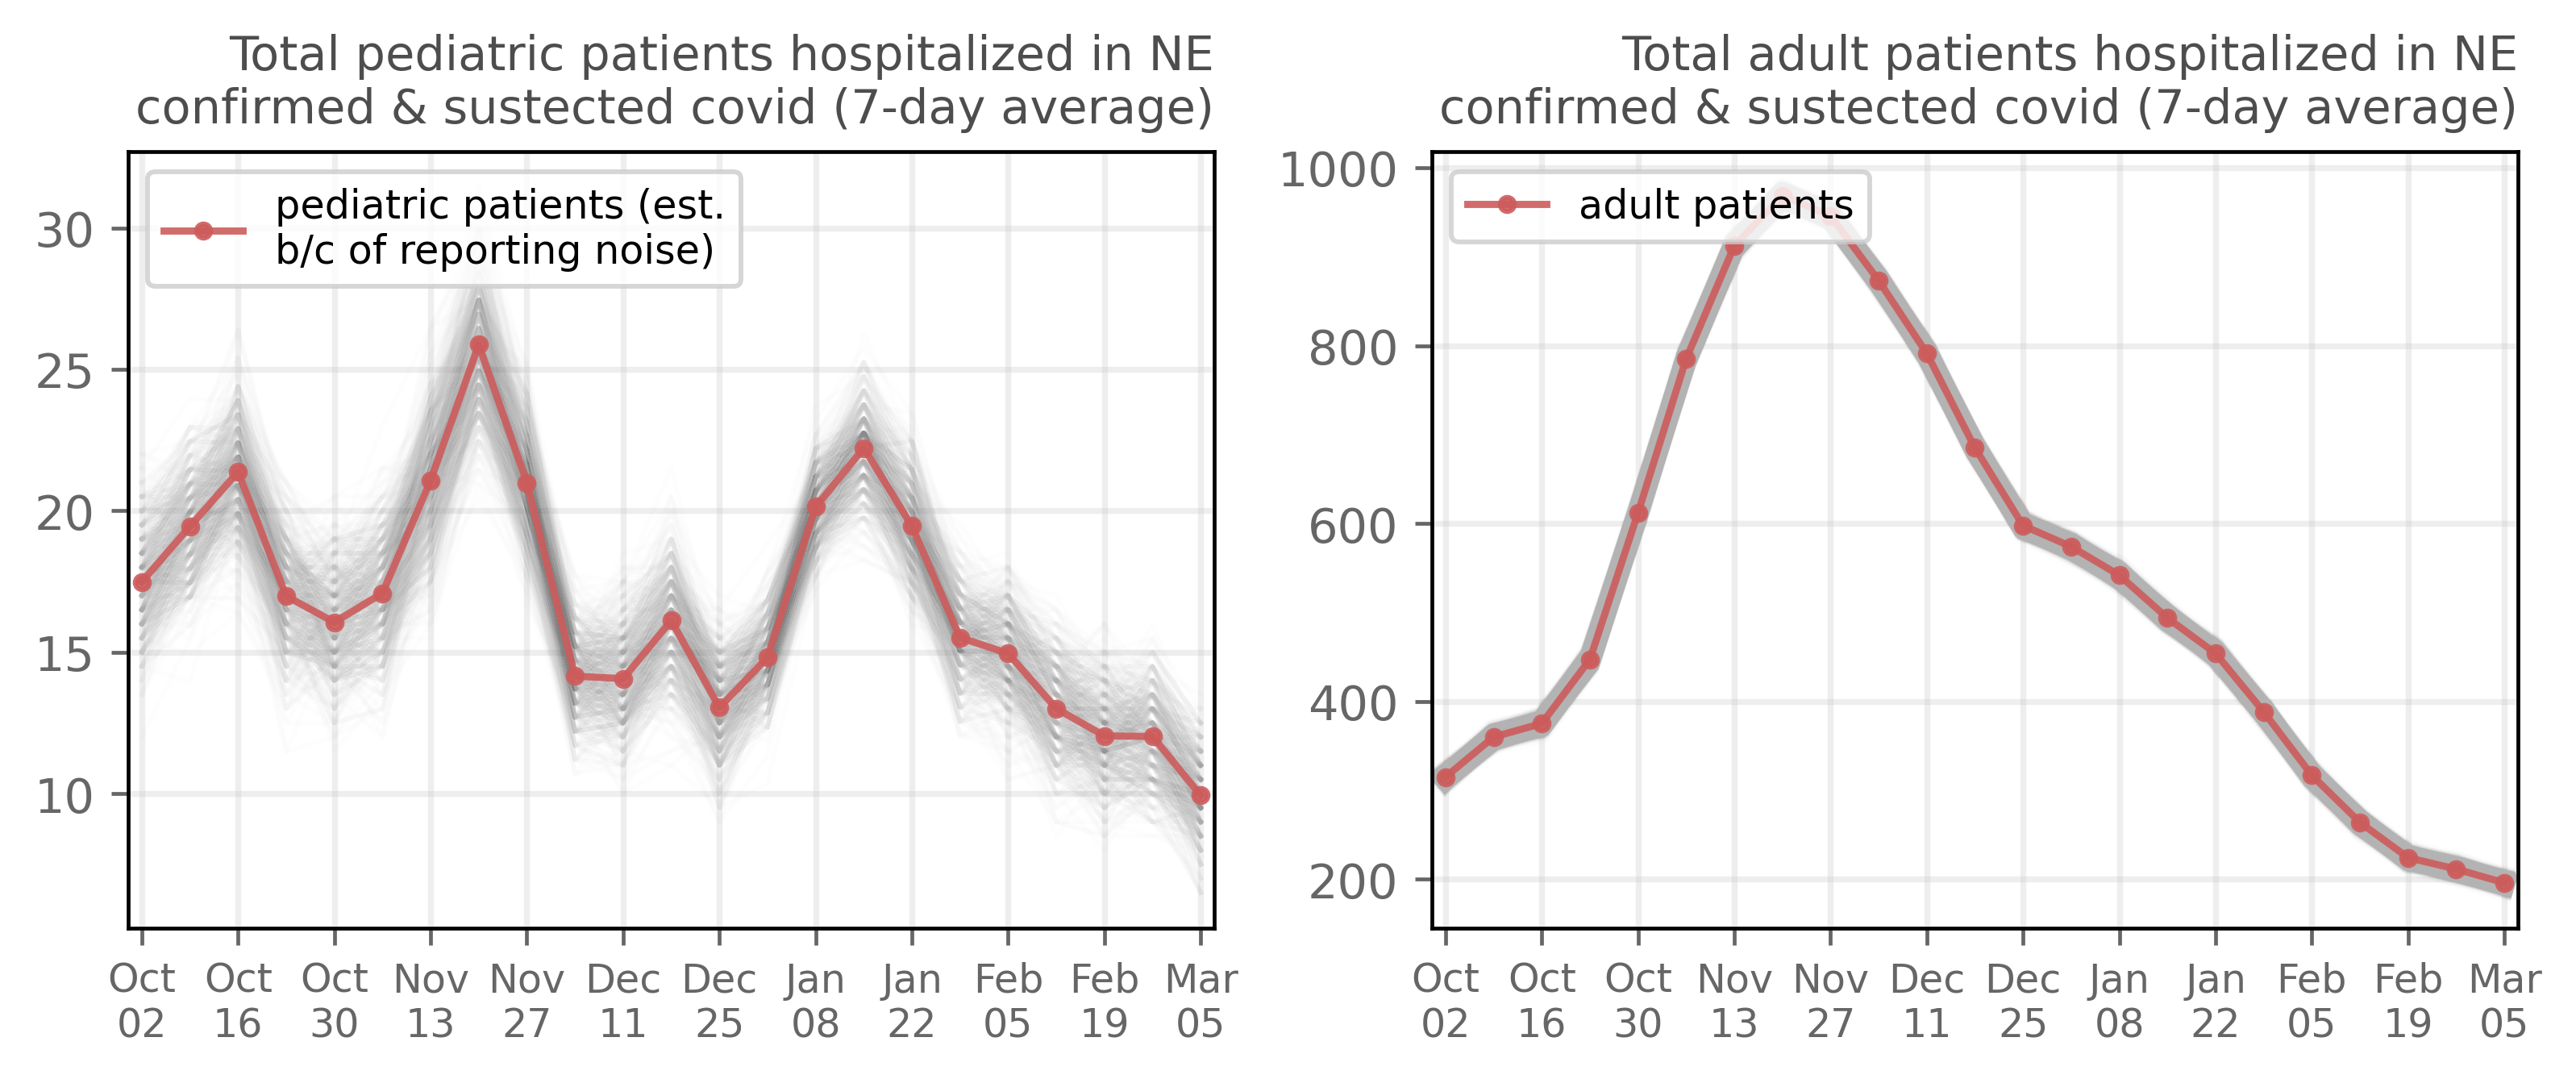 Total pediatric patients hospitalized in NE
confirmed & sustected covid (7-day average)
pediatric patients (est.
b/c of reporting noise)
30
25
20
15
10
Oct Oct Oct Nov Nov Dec Dec Jan Jan Feb Feb Mar
02 16 30 13 27 11 25 08 22 05 19 05
Total adult patients hospitalized in NE
confirmed & sustected covid (7-day average)
adult patients
1000
800
600
400
200
Oct Oct Oct Nov Nov Dec Dec Jan Jan Feb Feb Mar
02 16 30 13 27 11 25 08 22 05 19 05